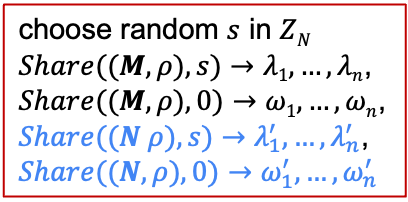 choose random s in Z_N
Share((M, ρ), s) → λ_1, … , λ_n,
Share((M, ρ), 0) → ω_1, … , ω_n,
Share((N ρ), s) → λ′_1, … , λ′_n,
Share((N, ρ), 0) → ω′_1, … , ω′_n